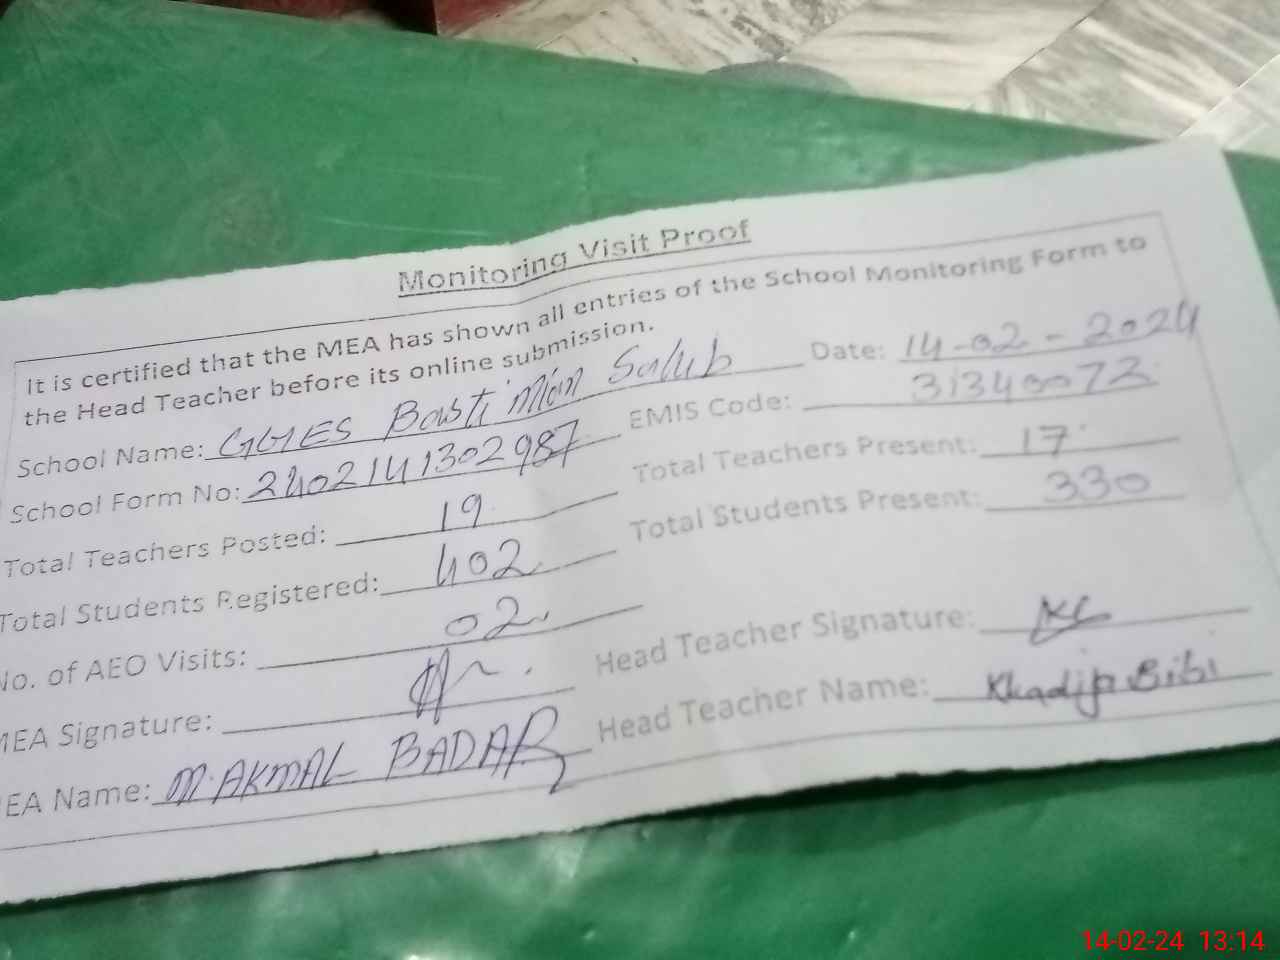 Monitoring Visit Proof
It is certified that the MEA has shown all entries of the School Monitoring Form to
the Head Teacher before its online submission.
School Name: GGES Basti Mian Sahib Date: 14-02-2024
School Form No: 2402141302987 EMIS Code: 31340073
Total Teachers Posted: 19 Total Teachers Present: 17
Total Students Registered: 402 Total Students Present: 330
No. of AEO Visits: 02
MEA Signature: Head Teacher Signature:
EA Name: M. AKMAL BADAR Head Teacher Name: Khadija Bibi
14-02-24 13:14